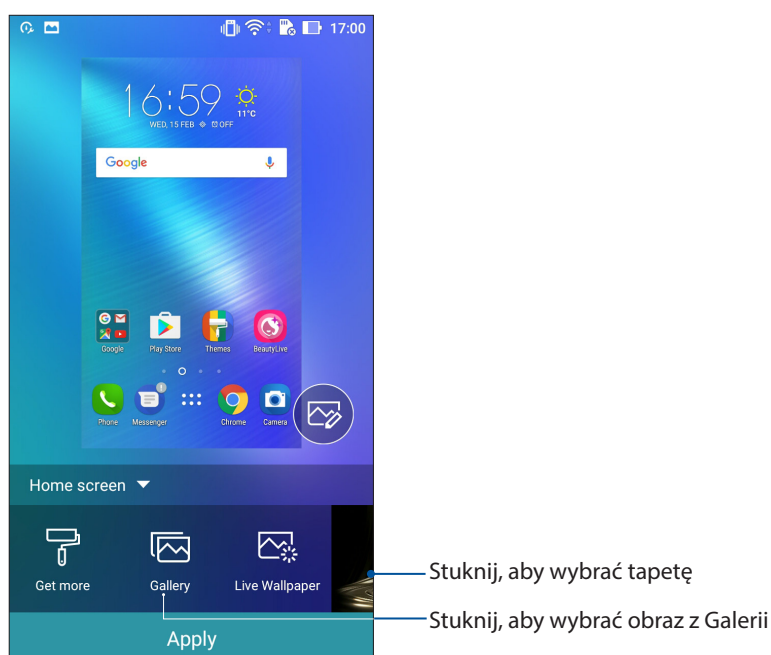 17:00
16:59
11°C
WED, 15 FEB OFF
Google
Google Play Store Themes BeautyLive
1
Phone Messenger Chrome Camera
Home screen
Get more Gallery Live Wallpaper
Stuknij, aby wybrać tapetę
Stuknij, aby wybrać obraz z Galerii
Apply